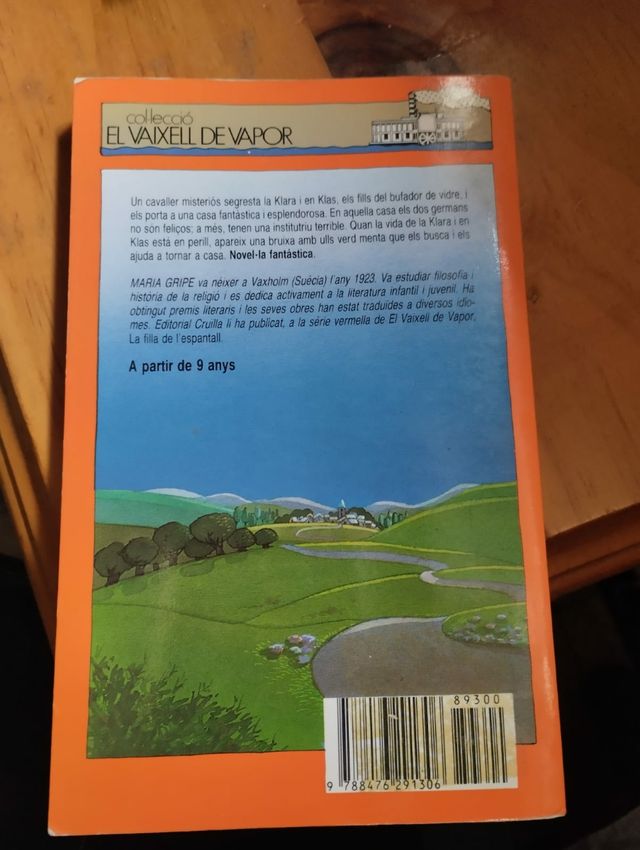 col·lecció
EL VAIXELL DE VAPOR
Un cavaller misteriós segresta la Klara i en Klas, els fills del bufador de vidre, i
els porta a una casa fantàstica i esplendorosa. En aquella casa els dos germans
no són feliços; a més, tenen una institutriu terrible. Quan la vida de la Klara i en
Klas està en perill, apareix una bruixa amb ulls verd menta que els busca i els
ajuda a tornar a casa. Novel·la fantàstica.
MARIA GRIPE va néixer a Vaxholm (Suècia) l'any 1923. Va estudiar filosofia i
història de la religió i es dedica activament a la literatura infantil i juvenil. Ha
obtingut premis literaris i les seves obres han estat traduïdes a diversos idio-
mes. Editorial Cruïlla li ha publicat, a la sèrie vermella de El Vaixell de Vapor,
La filla de l'espantall.
A partir de 9 anys
89300
9 788476 291306